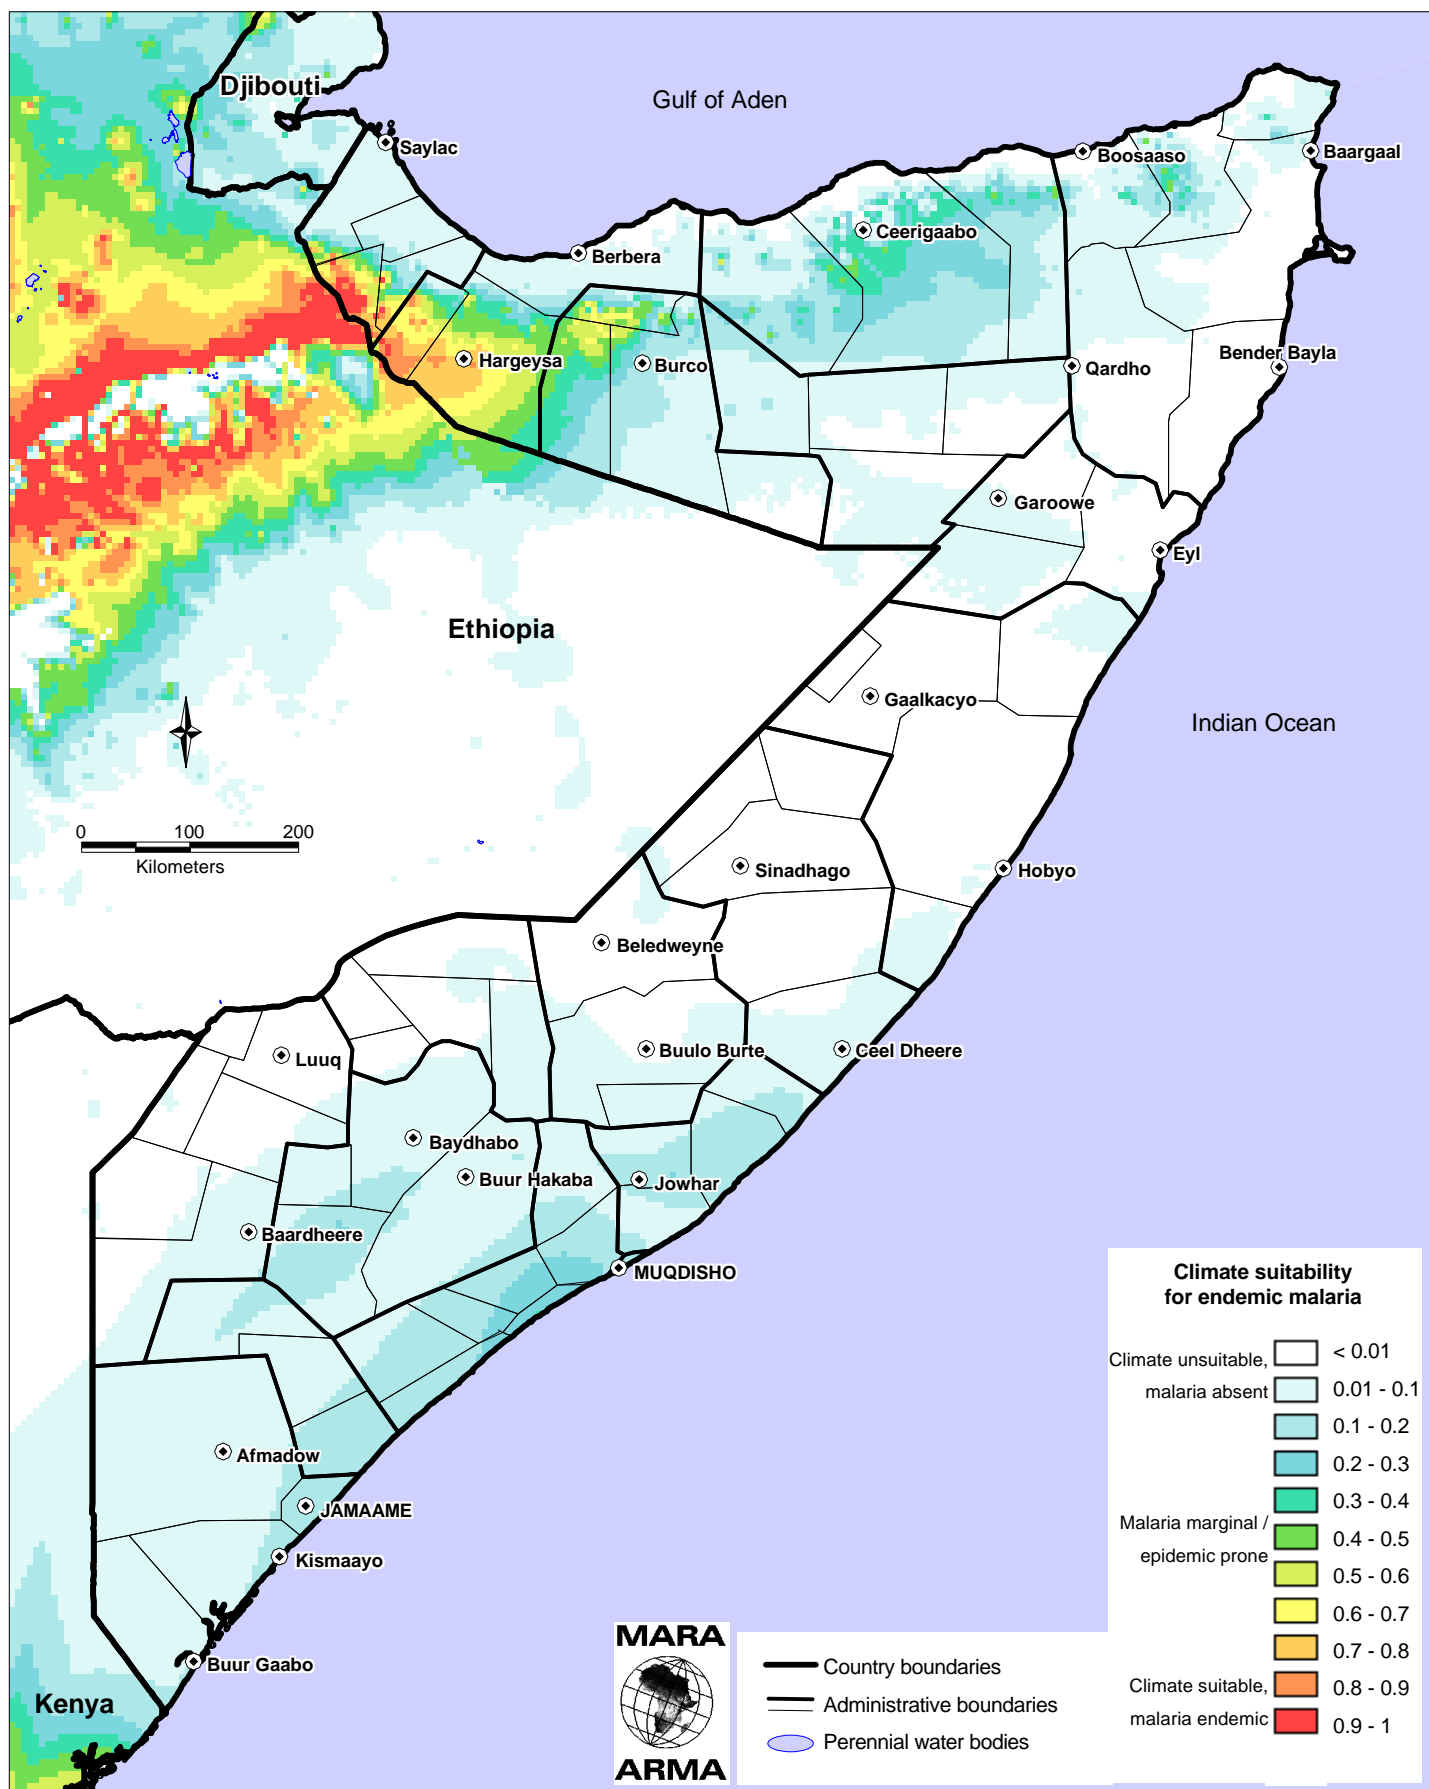 Djibouti
Gulf of Aden
Saylac
Boosaaso
Baargaal
Ceerigaabo
Berbera
Hargeysa
Burco
Qardho
Bender Bayla
Garoowe
Eyl
Ethiopia
Gaalkacyo
Indian Ocean
0 100 200
Kilometers
Sinadhago
Hobyo
Beledweyne
Luuq
Buulo Burte
Ceel Dheere
Baydhabo
Buur Hakaba
Jowhar
Baardheere
MUQDISHO
Afmadow
JAMAAME
Kismaayo
Buur Gaabo
Kenya
Climate suitability
for endemic malaria
Climate unsuitable,
malaria absent
Malaria marginal /
epidemic prone
Climate suitable,
malaria endemic
< 0.01
0.01 - 0.1
0.1 - 0.2
0.2 - 0.3
0.3 - 0.4
0.4 - 0.5
0.5 - 0.6
0.6 - 0.7
0.7 - 0.8
0.8 - 0.9
0.9 - 1
MARA
ARMA
Country boundaries
Administrative boundaries
Perennial water bodies